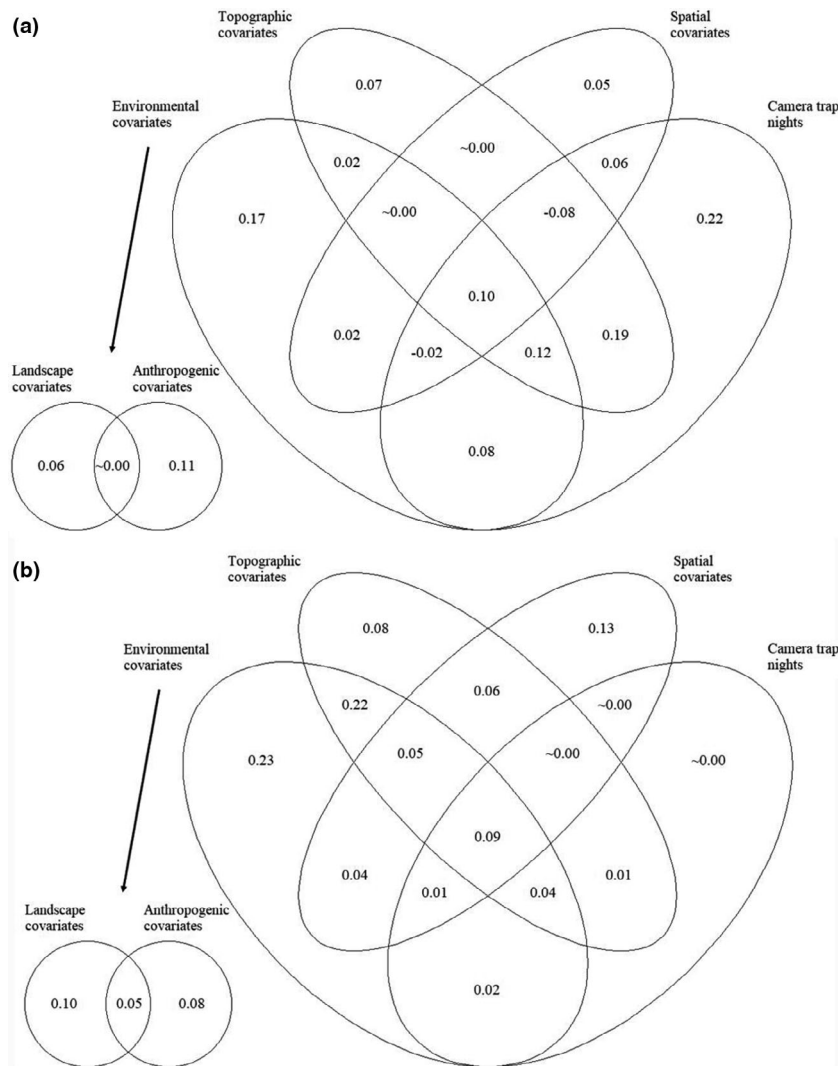 (a)
Topographic
covariates
Spatial
covariates
Environmental
covariates
Camera trap
nights
0.07
0.05
~0.00
0.02
0.06
0.17
~0.00
-0.08
0.22
0.10
0.02
-0.02
0.12
0.19
0.08
Landscape
covariates
Anthropogenic
covariates
0.06
~0.00
0.11
(b)
Topographic
covariates
Spatial
covariates
Environmental
covariates
Camera trap
nights
0.08
0.13
0.06
0.22
~0.00
0.23
0.05
~0.00
~0.00
0.09
0.04
0.01
0.04
0.01
0.02
Landscape
covariates
Anthropogenic
covariates
0.10
0.05
0.08